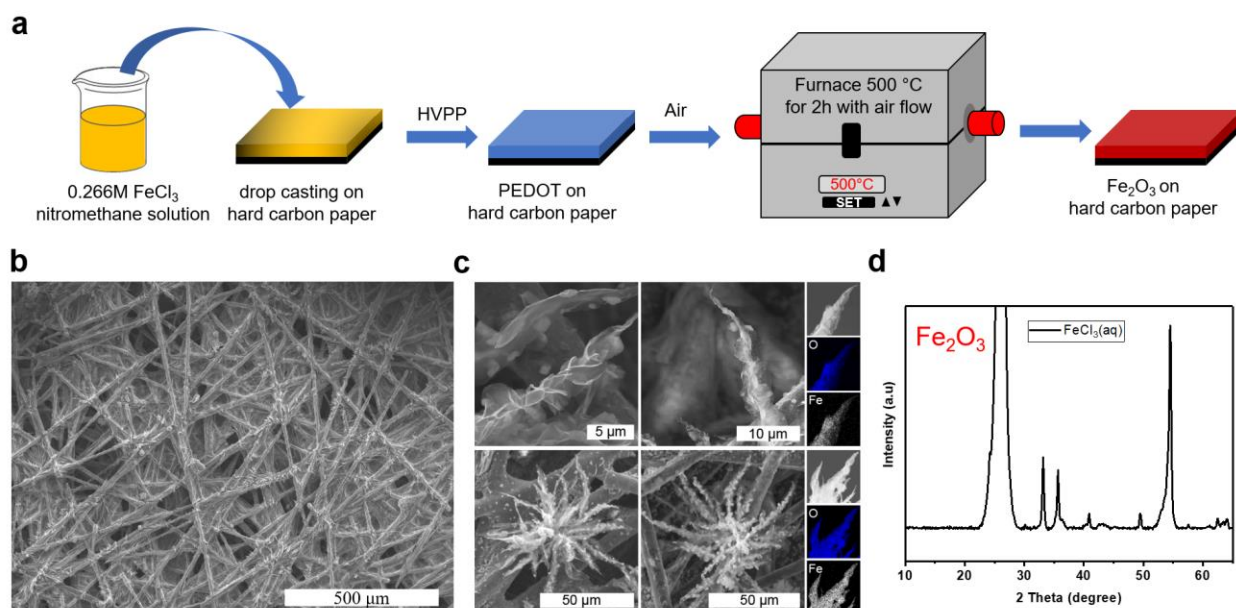 a
0.266M FeCl₃
nitromethane solution
drop casting on
hard carbon paper
HVPP
PEDOT on
hard carbon paper
Air
Furnace 500 °C
for 2h with air flow
500°C
SET ▲▼
Fe₂O₃ on
hard carbon paper
b
500 µm
c
5 µm
10 µm
O
Fe
50 µm
50 µm
O
Fe
d
Fe₂O₃
FeCl₃(aq)
Intensity (a.u)
10 20 30 40 50 60
2 Theta (degree)